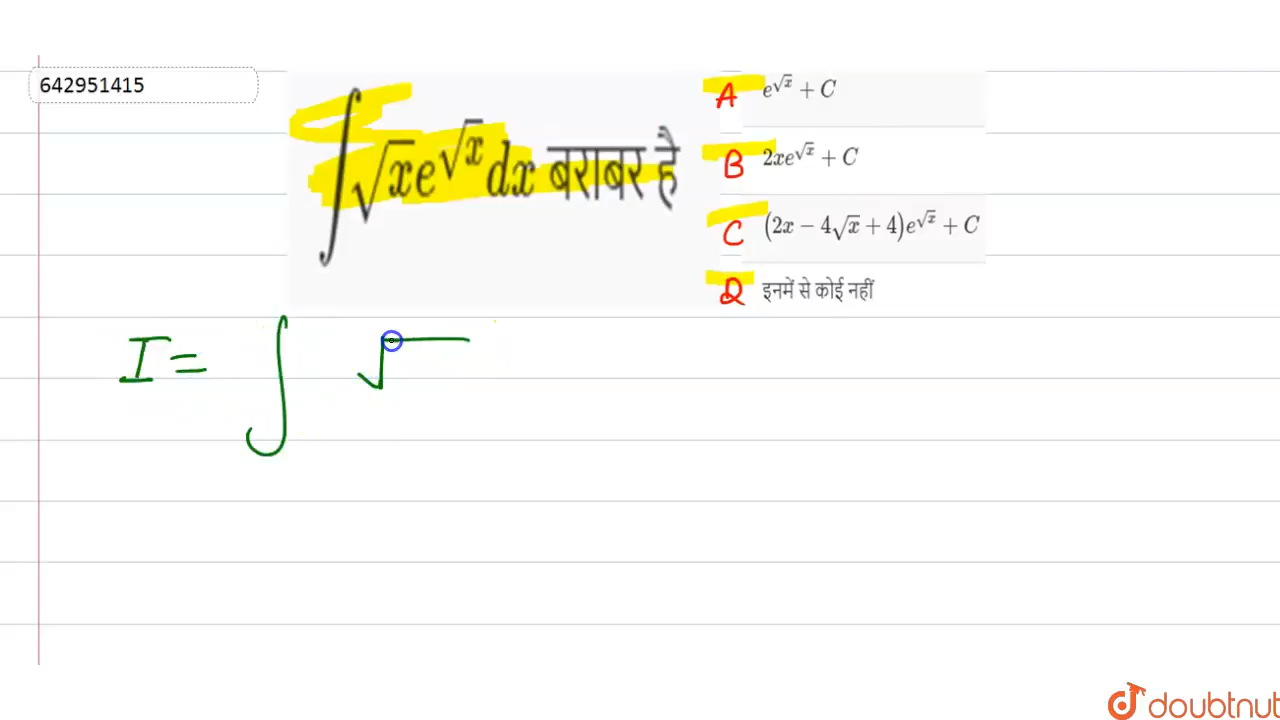 642951415
∫√x e^√x dx बराबर है
A e^√x + C
B 2xe^√x + C
C (2x − 4√x + 4)e^√x + C
D इनमें से कोई नहीं
I = ∫ √
doubtnut